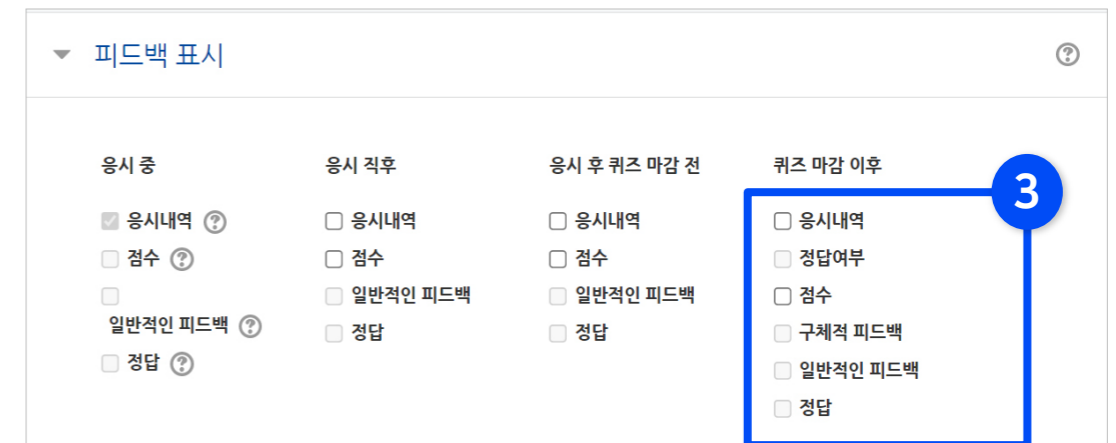 피드백 표시
응시 중
응시내역
점수
일반적인 피드백
정답
응시 직후
응시내역
점수
일반적인 피드백
정답
응시 후 퀴즈 마감 전
응시내역
점수
일반적인 피드백
정답
퀴즈 마감 이후
3
응시내역
정답여부
점수
구체적 피드백
일반적인 피드백
정답